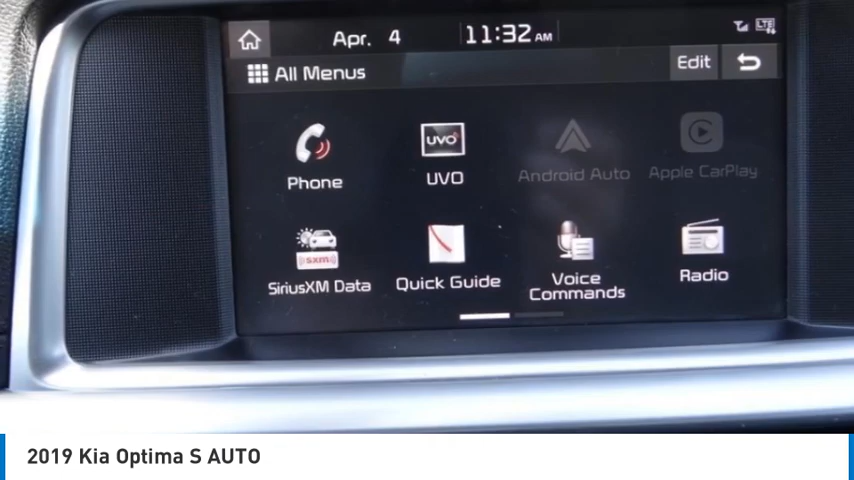 Apr. 4 11:32 AM LTE
All Menus Edit
UVO
Phone UVO Android Auto Apple CarPlay
sxm
SiriusXM Data Quick Guide Voice Commands Radio
2019 Kia Optima S AUTO